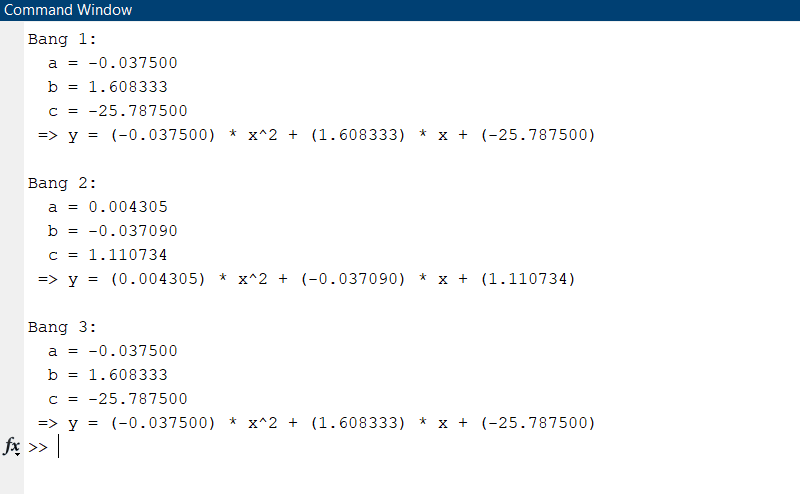 Command Window
Bang 1:
a = -0.037500
b = 1.608333
c = -25.787500
=> y = (-0.037500) * x^2 + (1.608333) * x + (-25.787500)
Bang 2:
a = 0.004305
b = -0.037090
c = 1.110734
=> y = (0.004305) * x^2 + (-0.037090) * x + (1.110734)
Bang 3:
a = -0.037500
b = 1.608333
c = -25.787500
=> y = (-0.037500) * x^2 + (1.608333) * x + (-25.787500)
fx >>